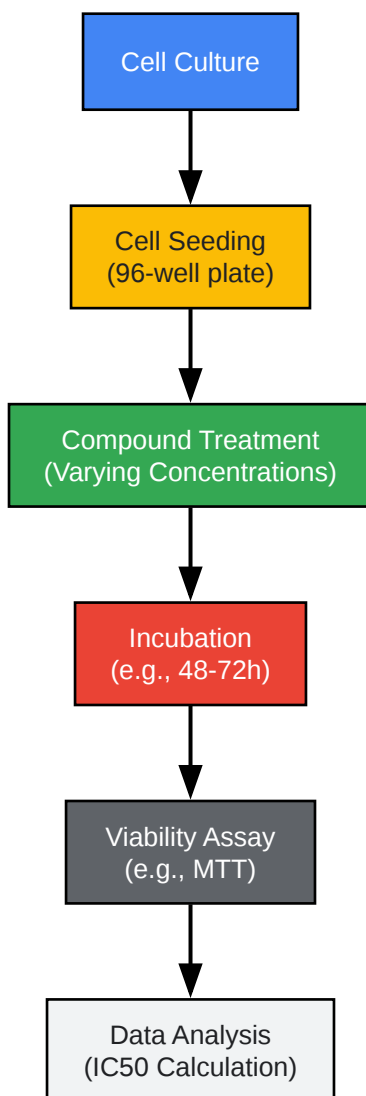 Cell Culture
Cell Seeding
(96-well plate)
Compound Treatment
(Varying Concentrations)
Incubation
(e.g., 48-72h)
Viability Assay
(e.g., MTT)
Data Analysis
(IC50 Calculation)